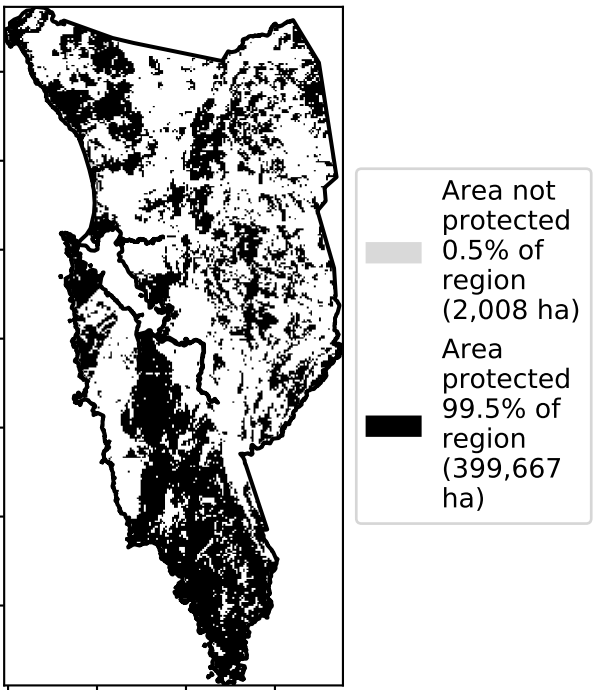 Area not
protected
0.5% of
region
(2,008 ha)
Area
protected
99.5% of
region
(399,667
ha)